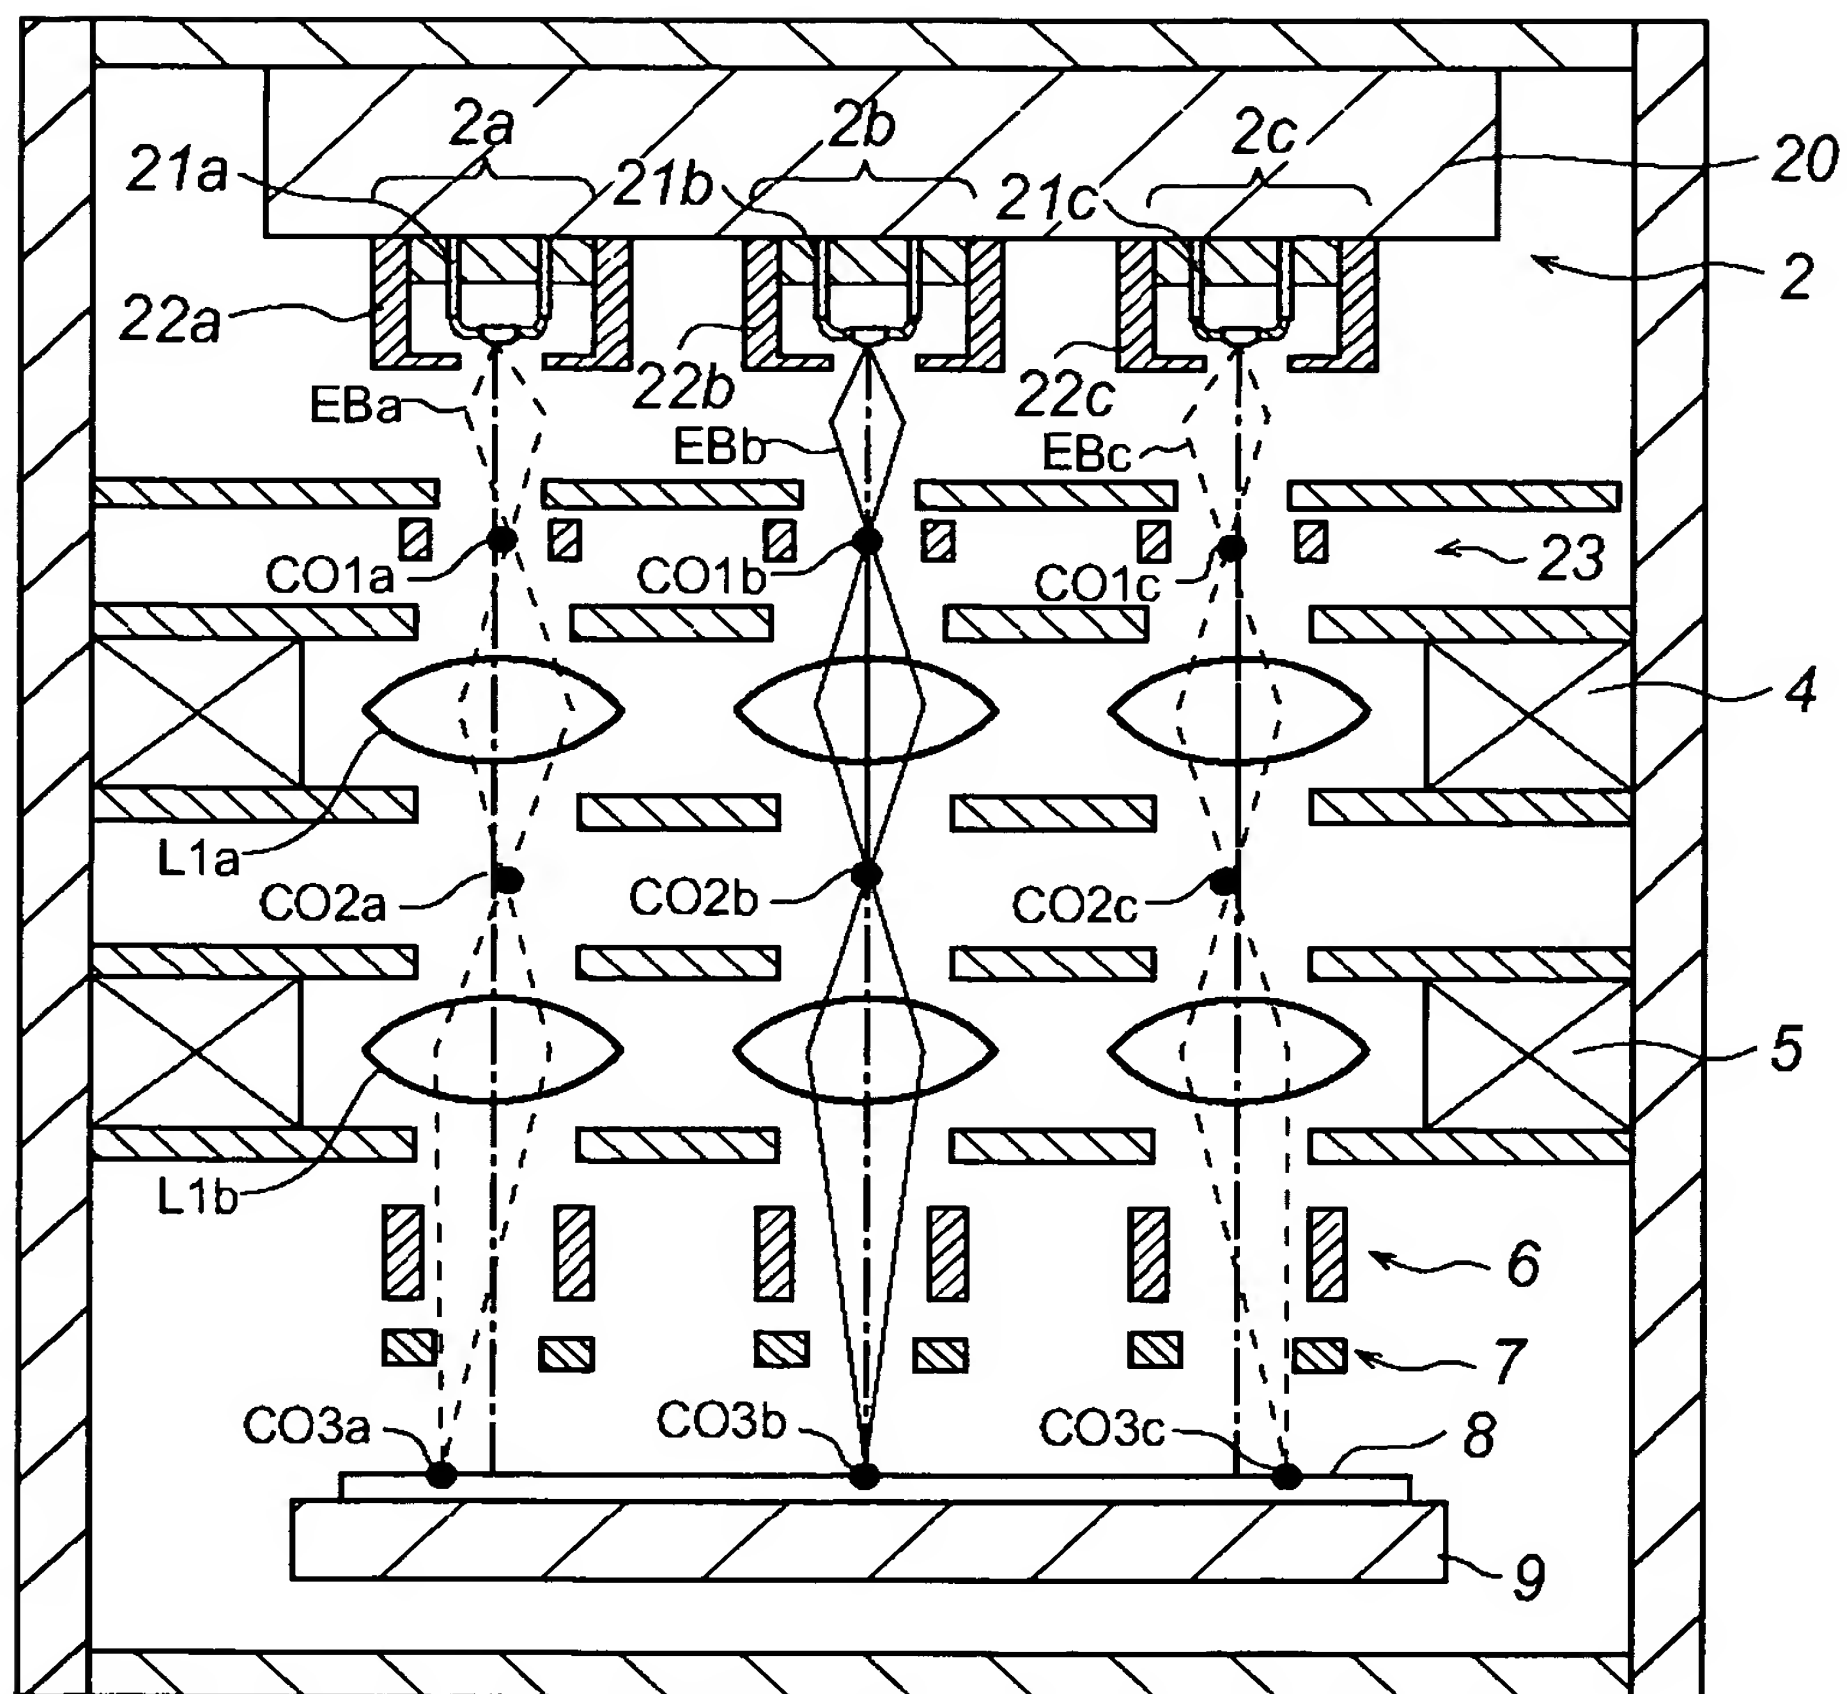 2a 2b 2c 20
21a 21b 21c
2
22a 22b 22c
EBa EBb EBc
23
CO1a CO1b CO1c
4
L1a
CO2a CO2b CO2c
5
L1b
6
7
CO3a CO3b CO3c 8
9